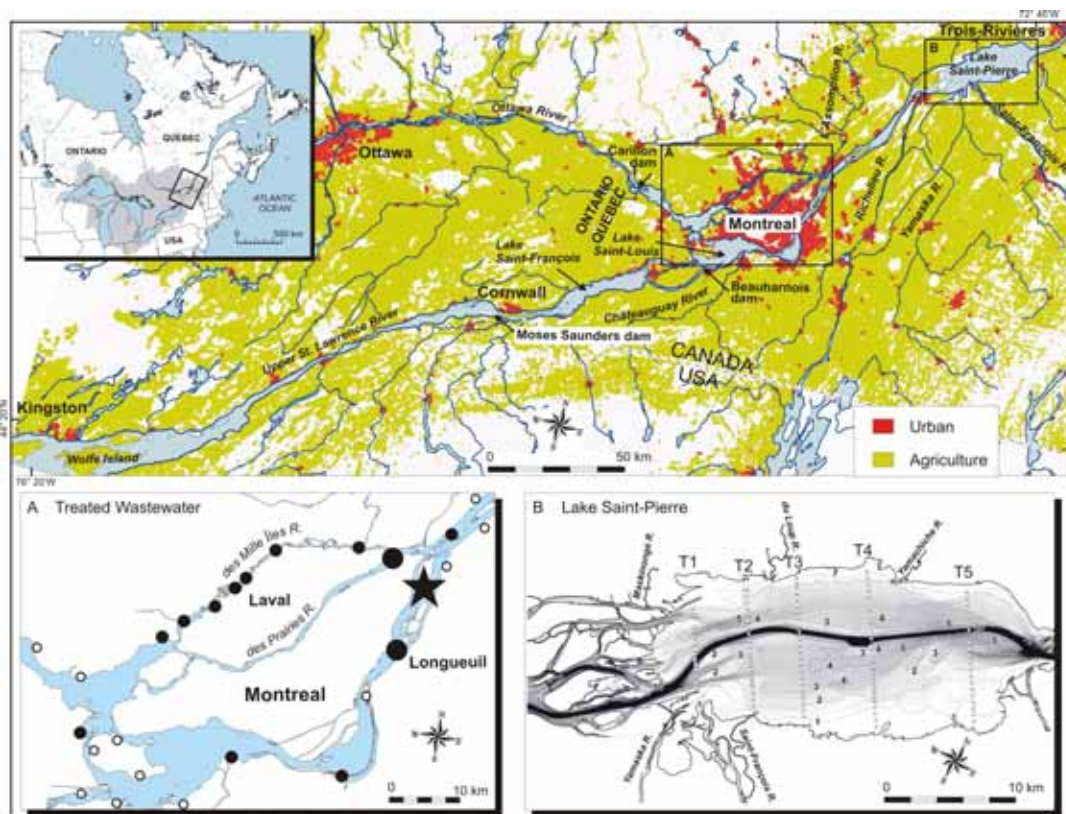 72° 40'W
Trois-Rivières
B
Lake
Saint-Pierre
L'Assomption R.
Ottawa River
Ottawa
ONTARIO
QUEBEC
ATLANTIC
OCEAN
USA
0 500 km
A
Carillon
dam
ONTARIO
QUEBEC
Montreal
Richelieu R.
Yamaska R.
Lake
Saint-François
Lake
Saint-Louis
Beauharnois
dam
Cornwall
Châteauguay River
Moses Saunders dam
Upper St. Lawrence River
CANADA
USA
Kingston
Wolfe Island
0 50 km
Urban
Agriculture
76° 20'W
A Treated Wastewater
des Mille Îles R.
Laval
des Prairies R.
Longueuil
Montreal
0 10 km
B Lake Saint-Pierre
Maskinongé R.
du Loup R.
Yamachiche R.
T1
T2
T3
T4
T5
Yamaska R.
Saint-François R.
0 10 km